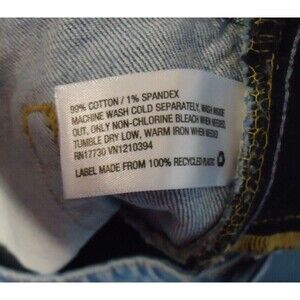 99% COTTON / 1% SPANDEX
MACHINE WASH COLD SEPARATELY, WASH INSIDE
OUT, ONLY NON-CHLORINE BLEACH WHEN NEEDED,
TUMBLE DRY LOW, WARM IRON WHEN NEEDED
RN17730 VN1210394
LABEL MADE FROM 100% RECYCLED PLASTIC